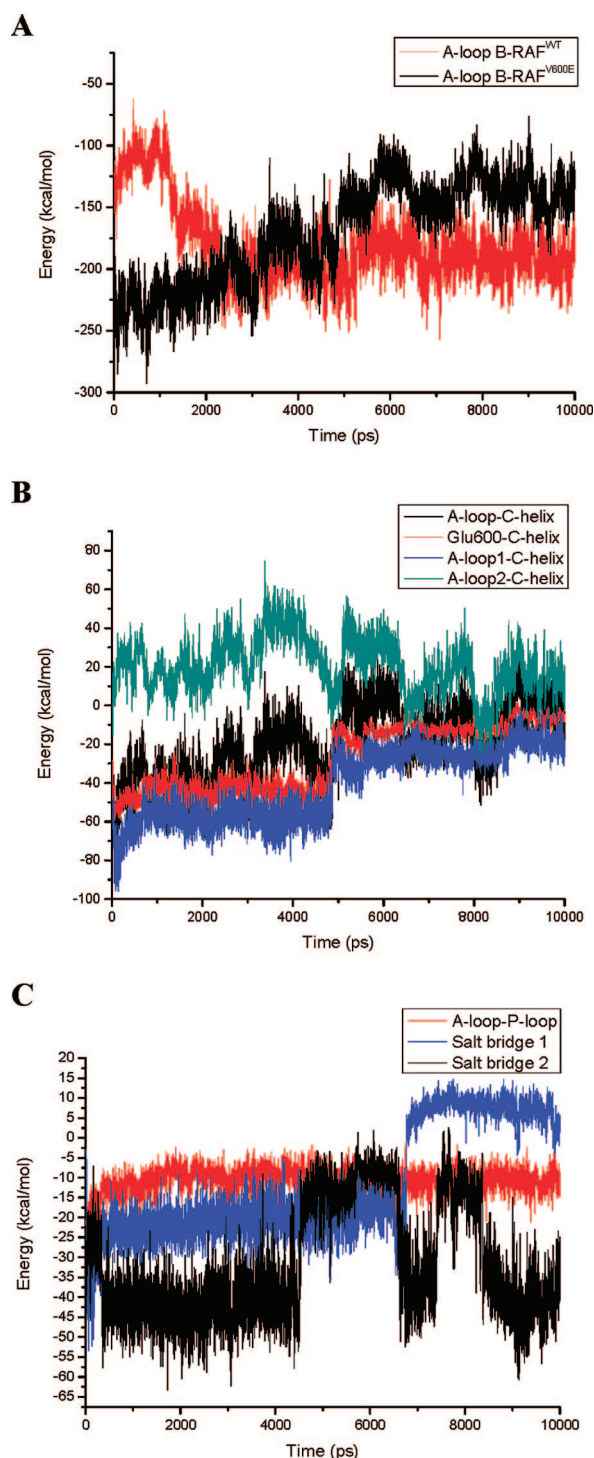 A
A-loop B-RAF^WT
A-loop B-RAF^V600E
-50
-100
-150
-200
-250
-300
Energy (kcal/mol)
0 2000 4000 6000 8000 10000
Time (ps)
B
A-loop-C-helix
Glu600-C-helix
A-loop1-C-helix
A-loop2-C-helix
80
60
40
20
0
-20
-40
-60
-80
-100
Energy (kcal/mol)
0 2000 4000 6000 8000 10000
Time (ps)
C
A-loop-P-loop
Salt bridge 1
Salt bridge 2
20
15
10
5
0
-5
-10
-15
-20
-25
-30
-35
-40
-45
-50
-55
-60
-65
Energy (kcal/mol)
0 2000 4000 6000 8000 10000
Time (ps)